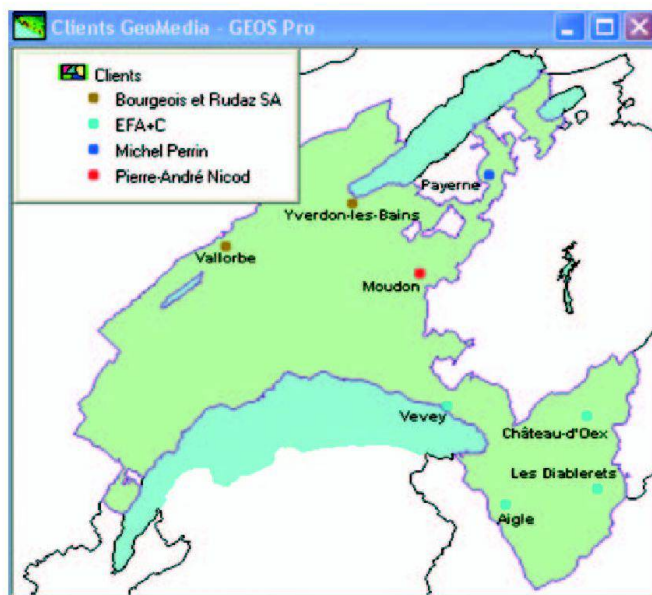 Clients GeoMedia - GEOS Pro
Clients
Bourgeois et Rudaz SA
EFA+C
Michel Perrin
Pierre-André Nicod
Payerne
Yverdon-les-Bains
Vallorbe
Moudon
Vevey
Château-d'Oex
Les Diablerets
Aigle